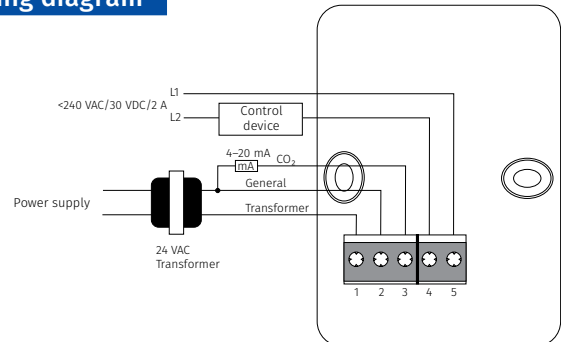 ng diagram
L1
<240 VAC/30 VDC/2 A
L2
Control
device
4–20 mA
mA
CO₂
General
Power supply
Transformer
24 VAC
Transformer
1 2 3 4 5